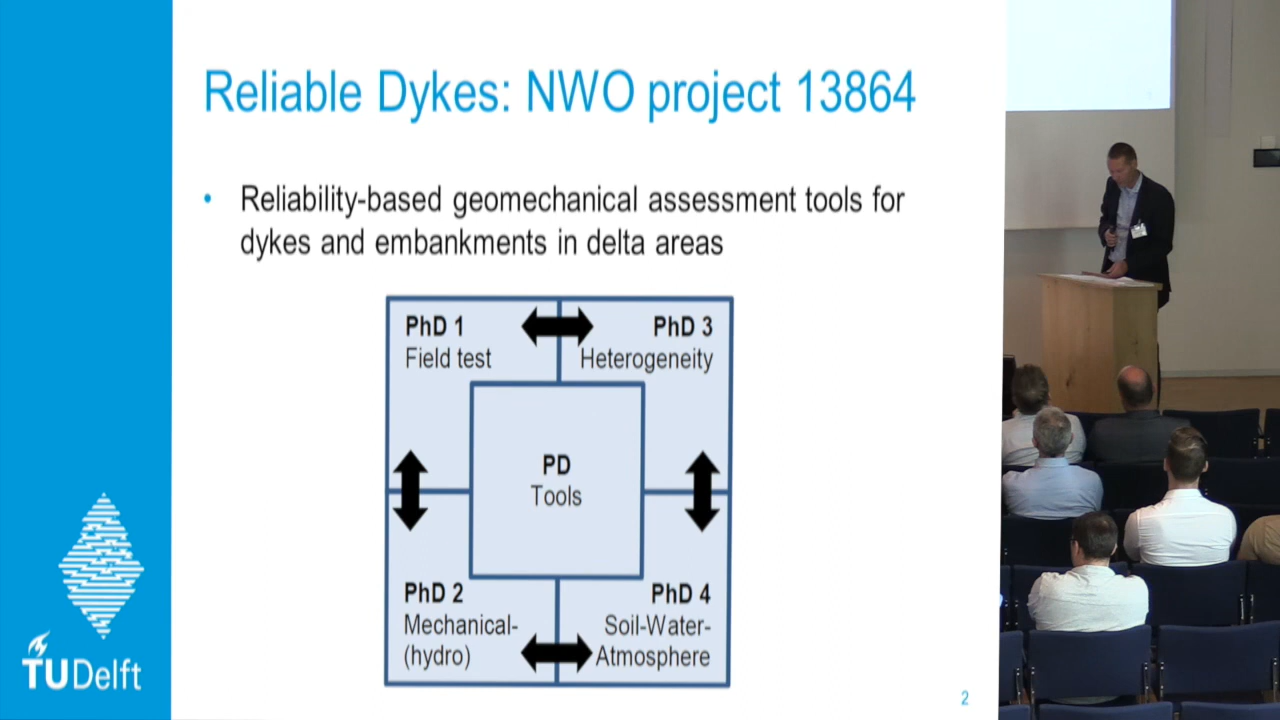 Reliable Dykes: NWO project 13864
• Reliability-based geomechanical assessment tools for
dykes and embankments in delta areas
PhD 1
Field test
PhD 3
Heterogeneity
PD
Tools
PhD 2
Mechanical-
(hydro)
PhD 4
Soil-Water-
Atmosphere
TUDelft
2